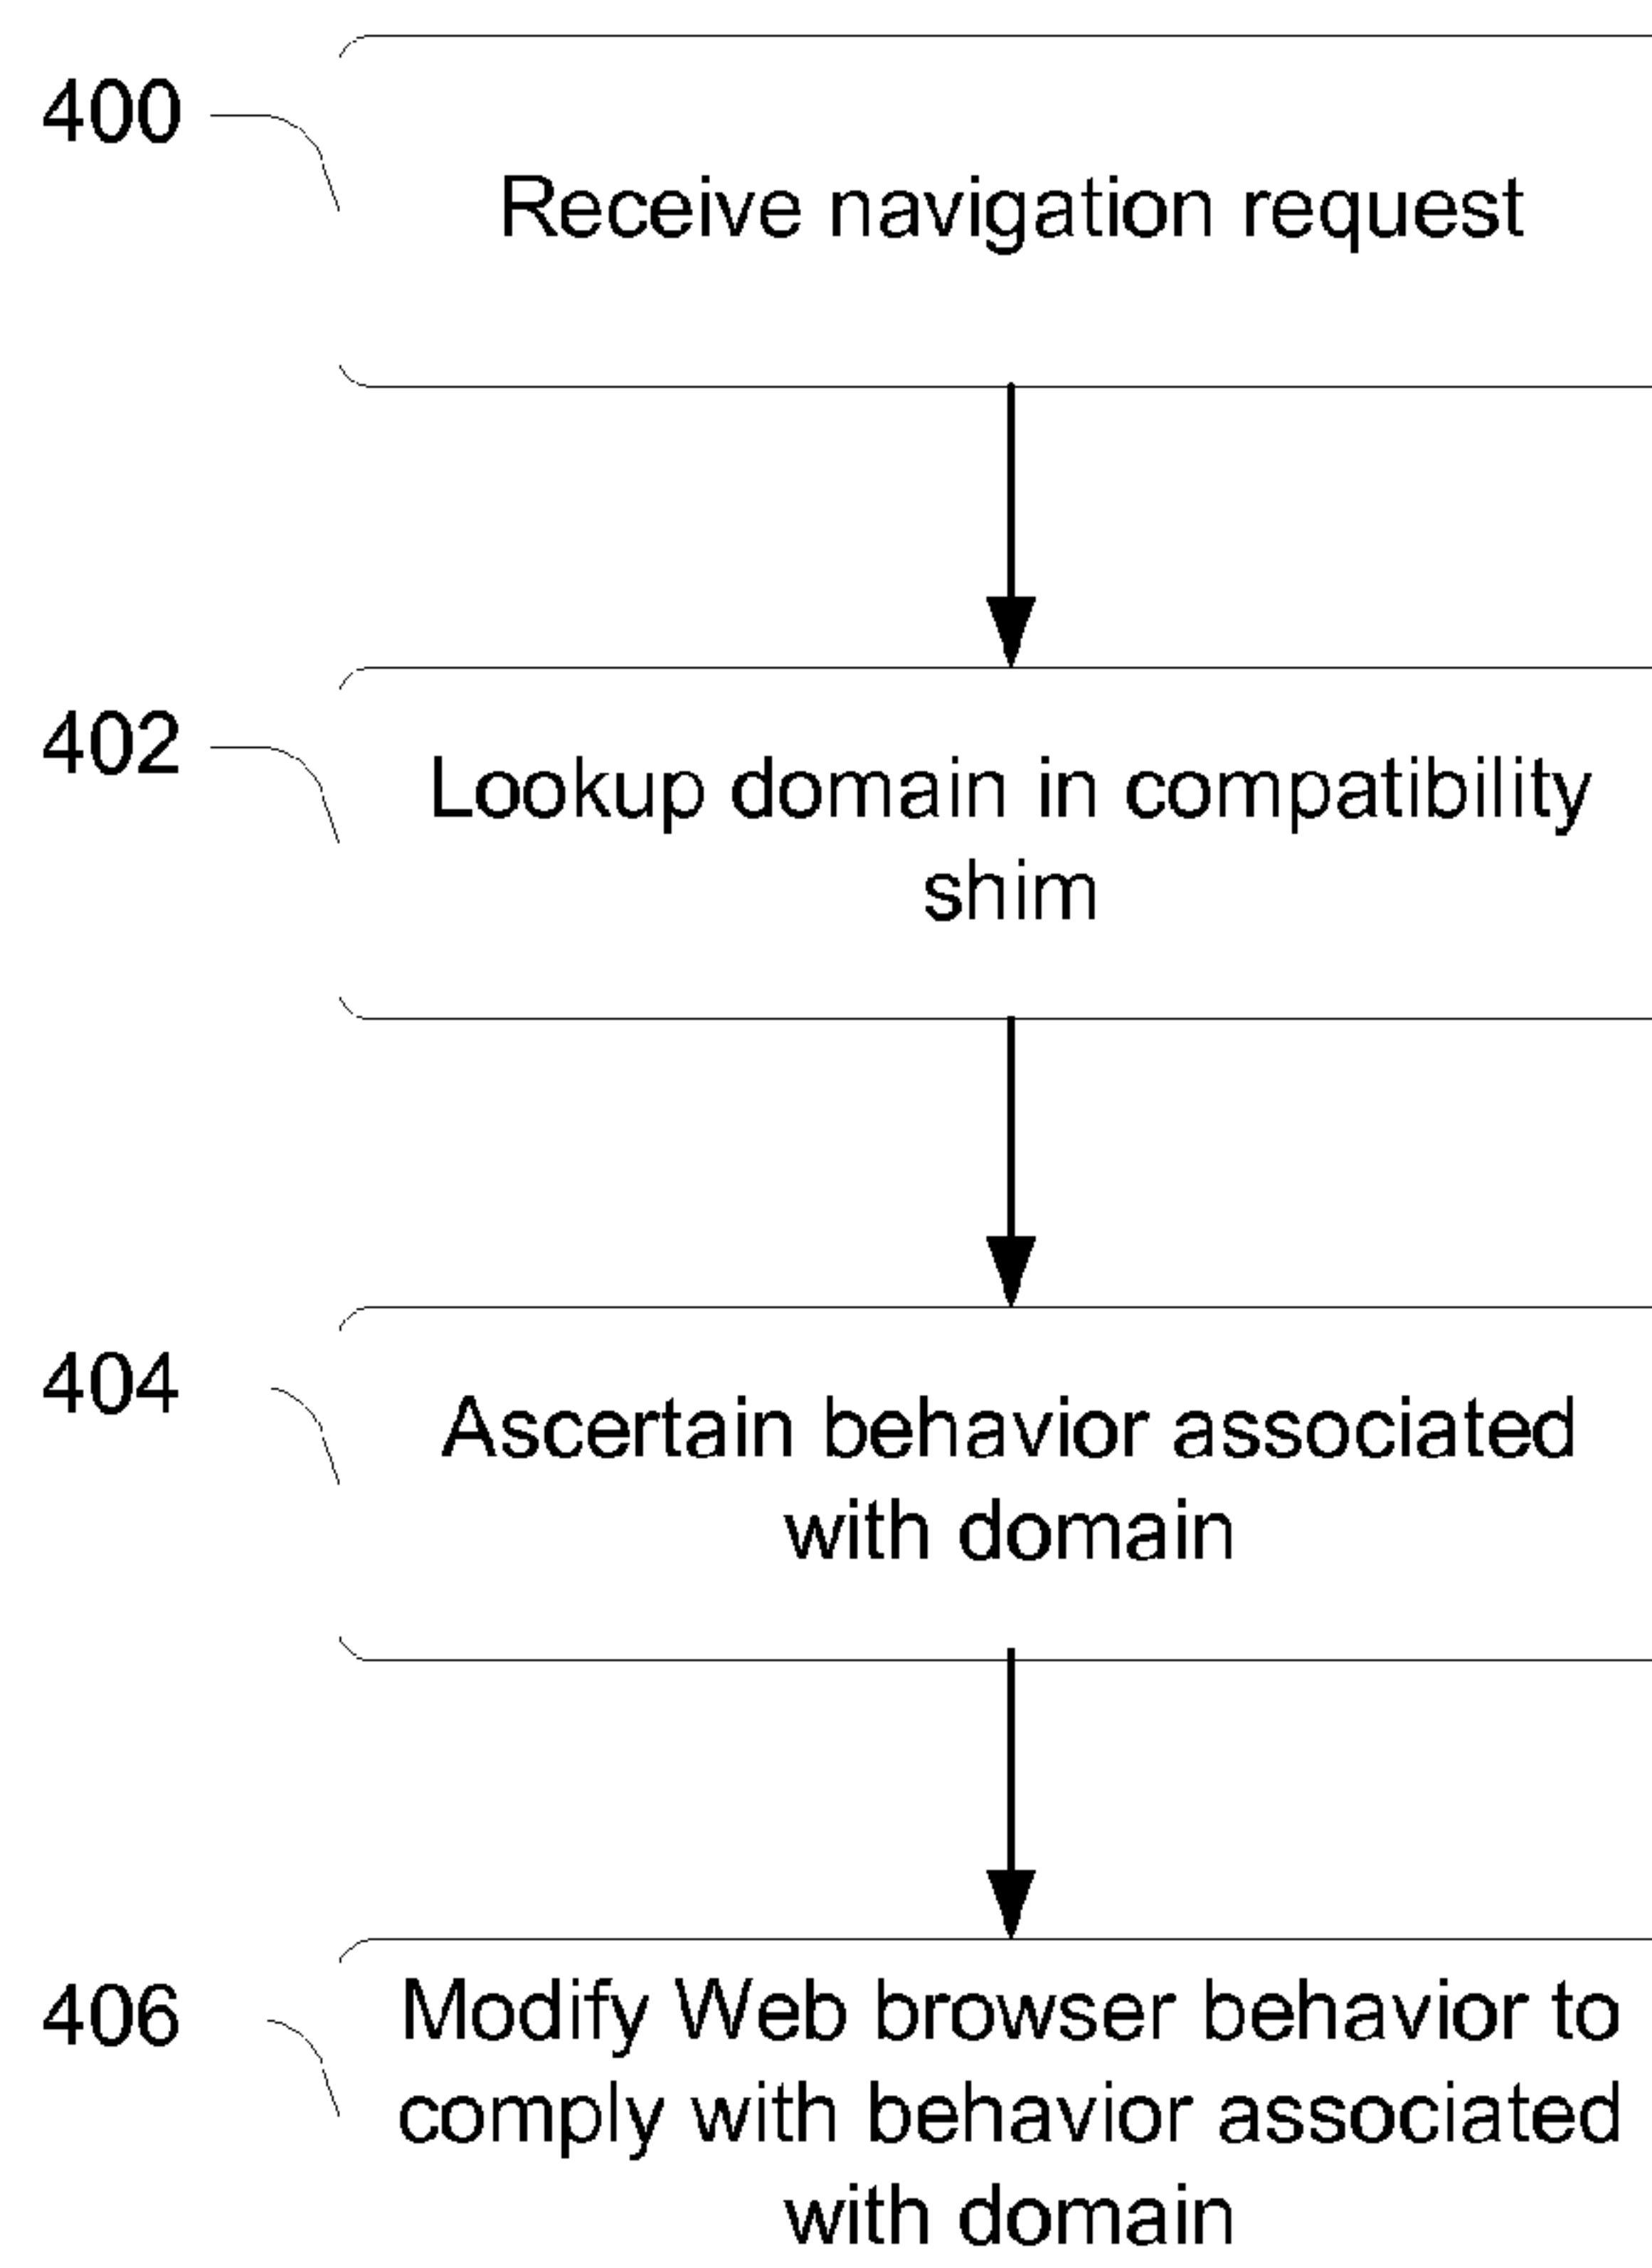 400
Receive navigation request
402
Lookup domain in compatibility
shim
404
Ascertain behavior associated
with domain
406
Modify Web browser behavior to
comply with behavior associated
with domain